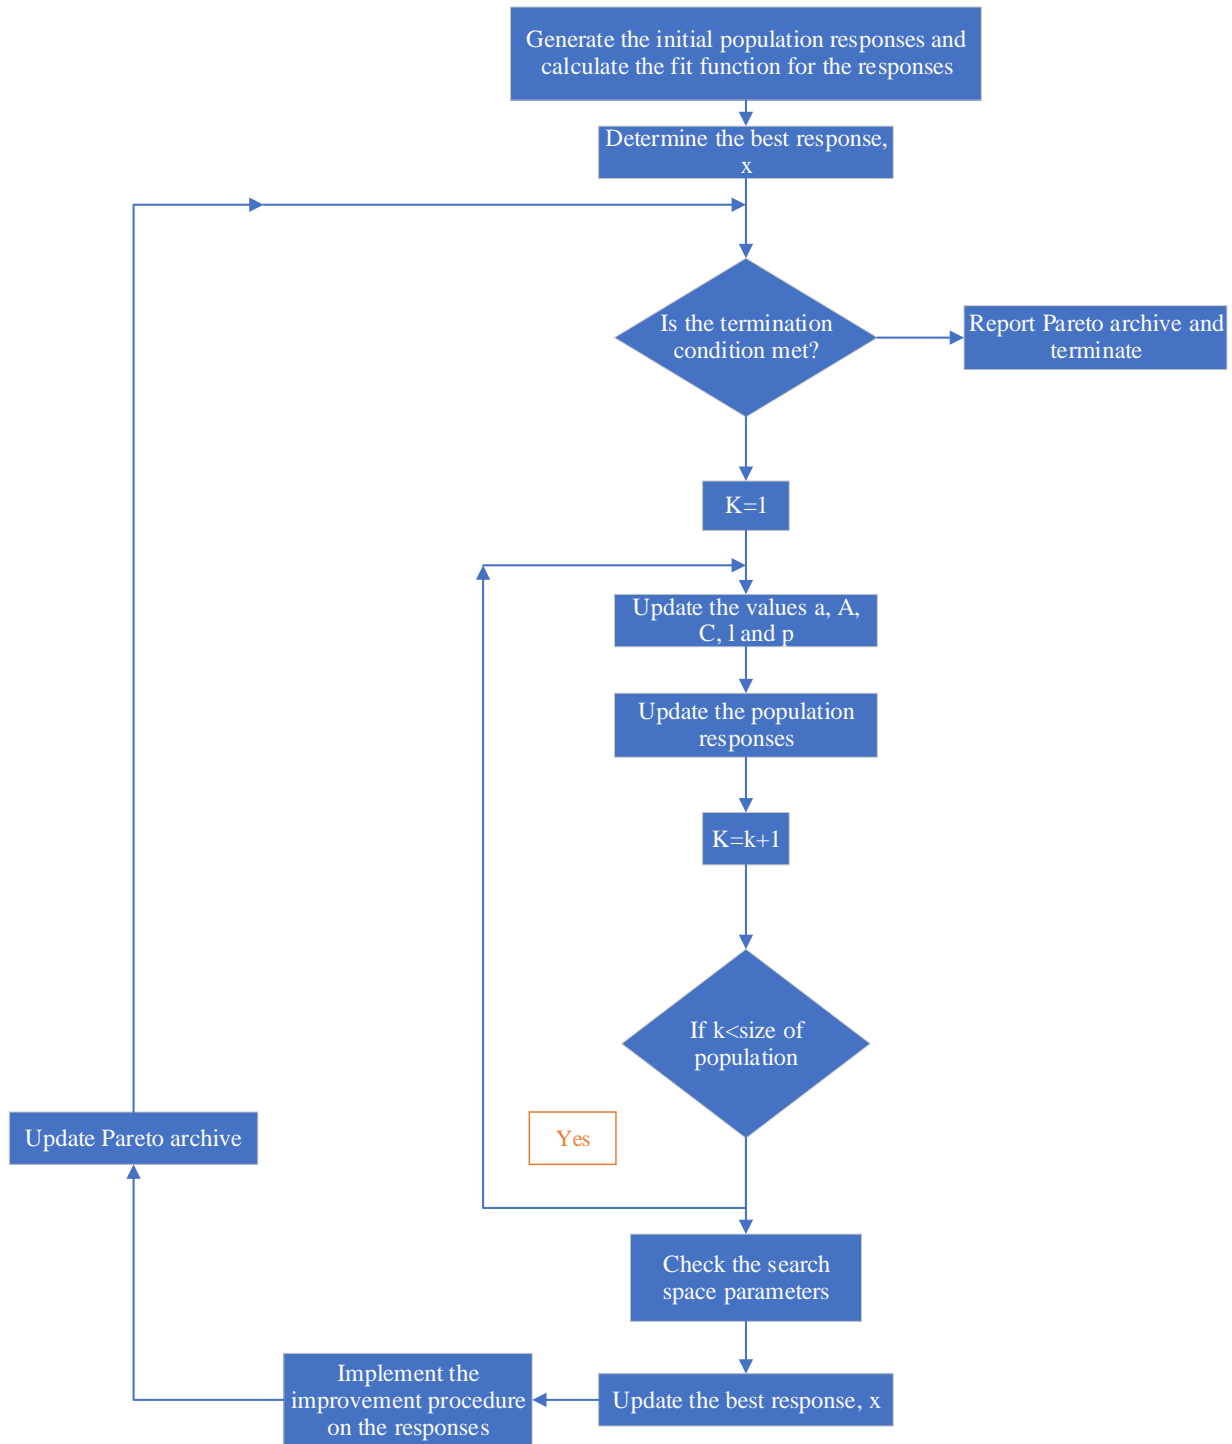 Generate the initial population responses and
calculate the fit function for the responses
Determine the best response,
x
Is the termination
condition met?
Report Pareto archive and
terminate
K=1
Update the values a, A,
C, l and p
Update the population
responses
K=k+1
If k<size of
population
Yes
Update Pareto archive
Check the search
space parameters
Implement the
improvement procedure
on the responses
Update the best response, x